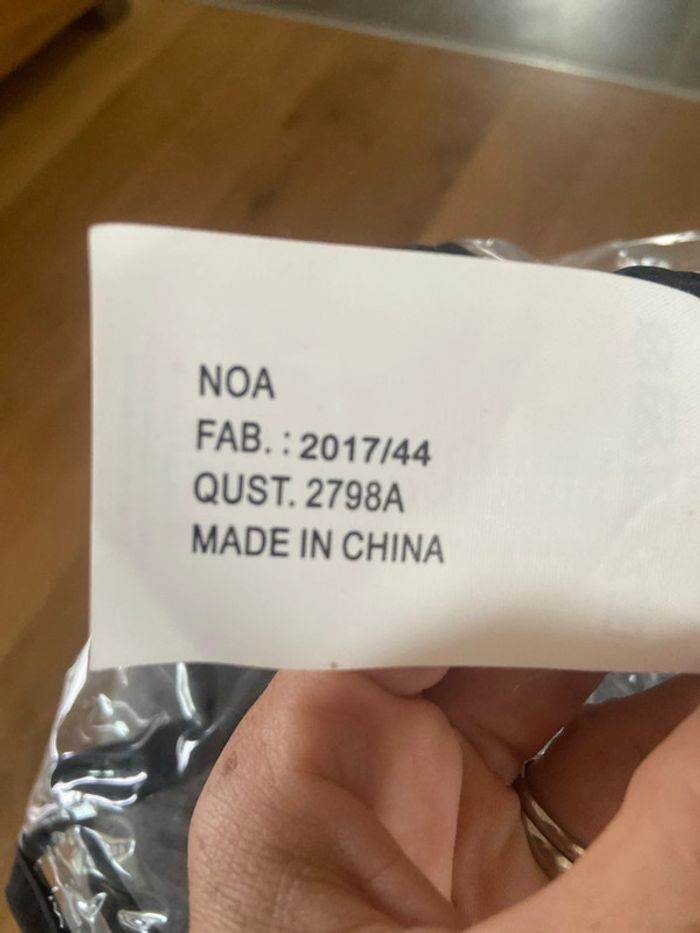 NOA
FAB. : 2017/44
QUST. 2798A
MADE IN CHINA